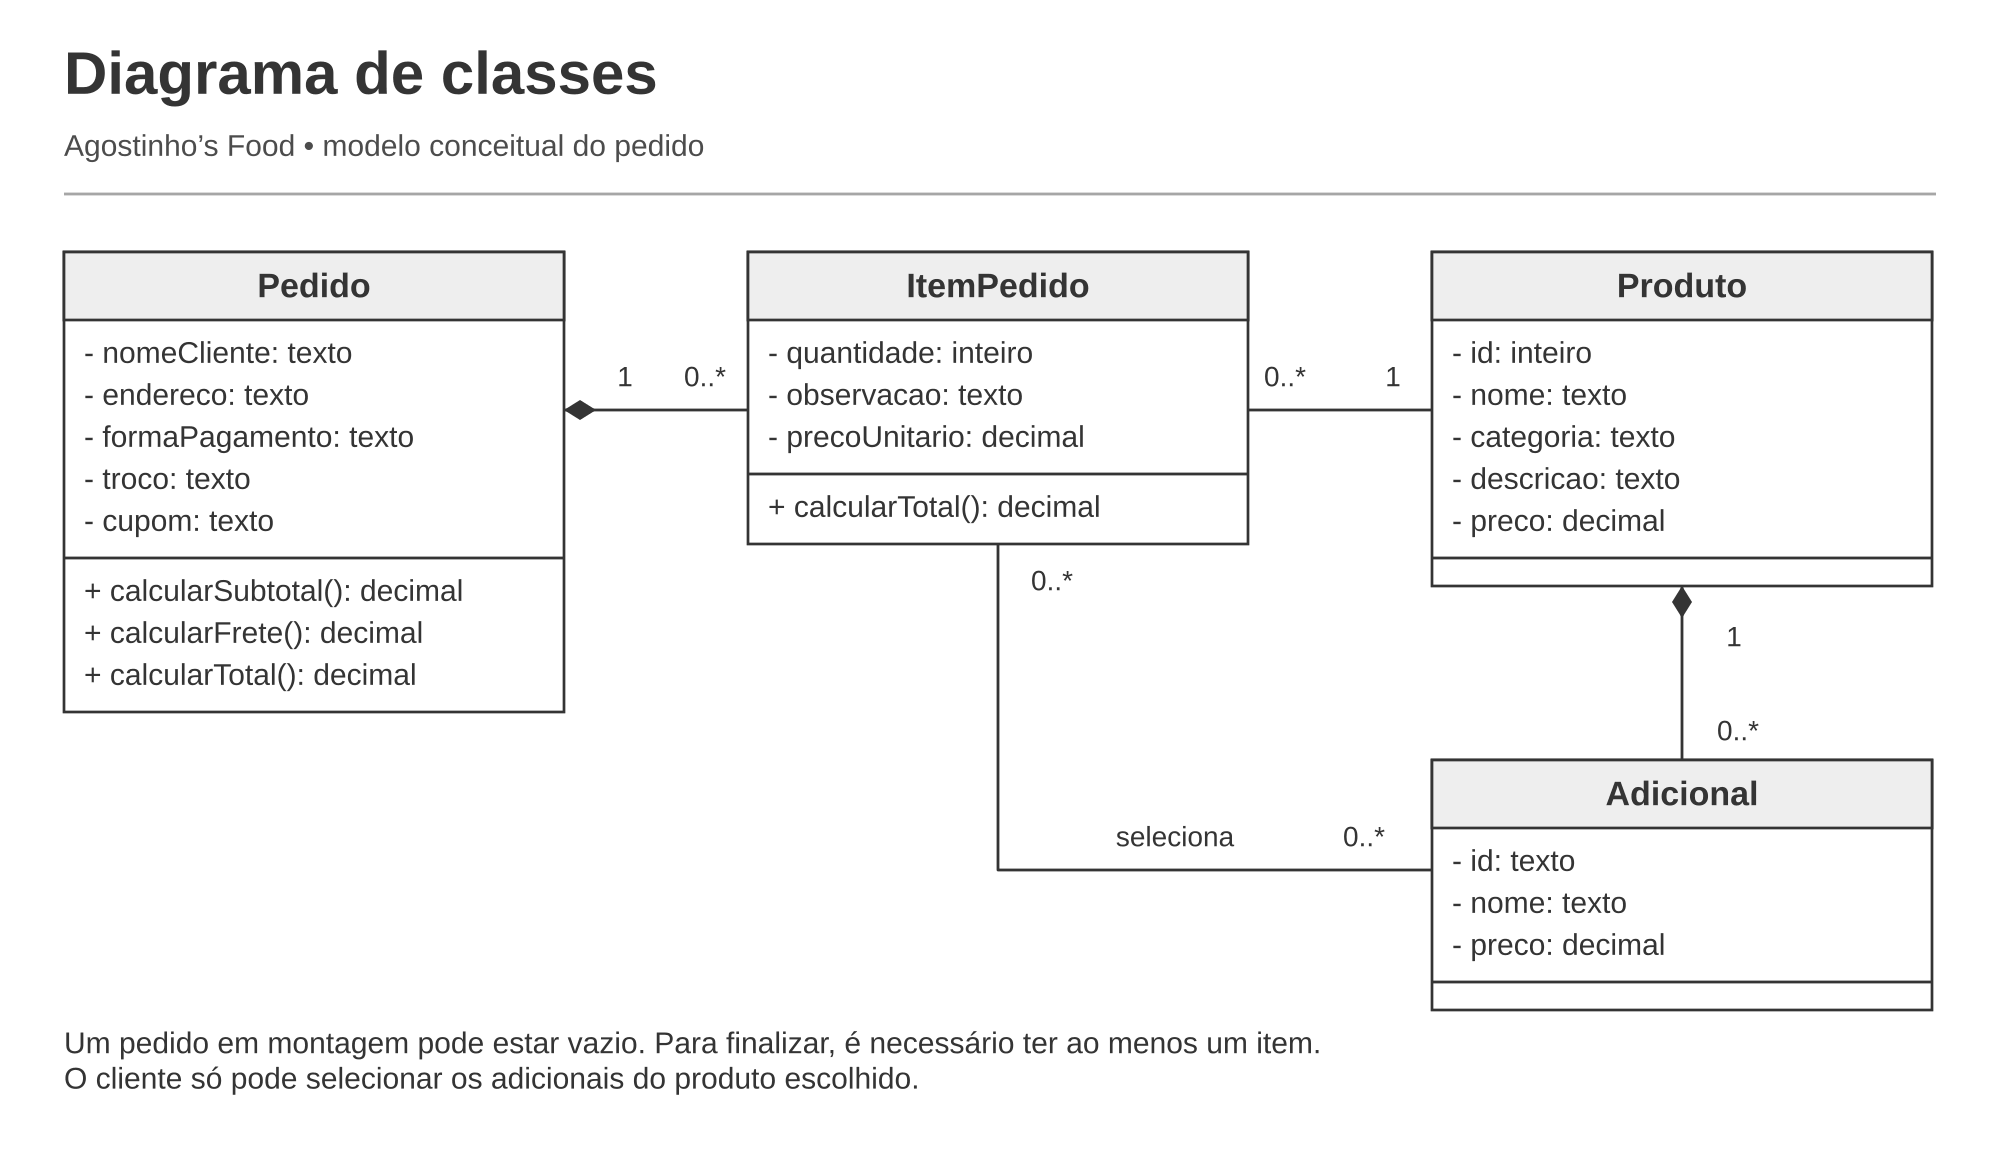 Diagrama de classes
Agostinho’s Food • modelo conceitual do pedido
Pedido
- nomeCliente: texto
- endereco: texto
- formaPagamento: texto
- troco: texto
- cupom: texto
+ calcularSubtotal(): decimal
+ calcularFrete(): decimal
+ calcularTotal(): decimal
1
0..*
ItemPedido
- quantidade: inteiro
- observacao: texto
- precoUnitario: decimal
+ calcularTotal(): decimal
0..*
1
Produto
- id: inteiro
- nome: texto
- categoria: texto
- descricao: texto
- preco: decimal
0..*
seleciona
0..*
1
0..*
Adicional
- id: texto
- nome: texto
- preco: decimal
Um pedido em montagem pode estar vazio. Para finalizar, é necessário ter ao menos um item.
O cliente só pode selecionar os adicionais do produto escolhido.